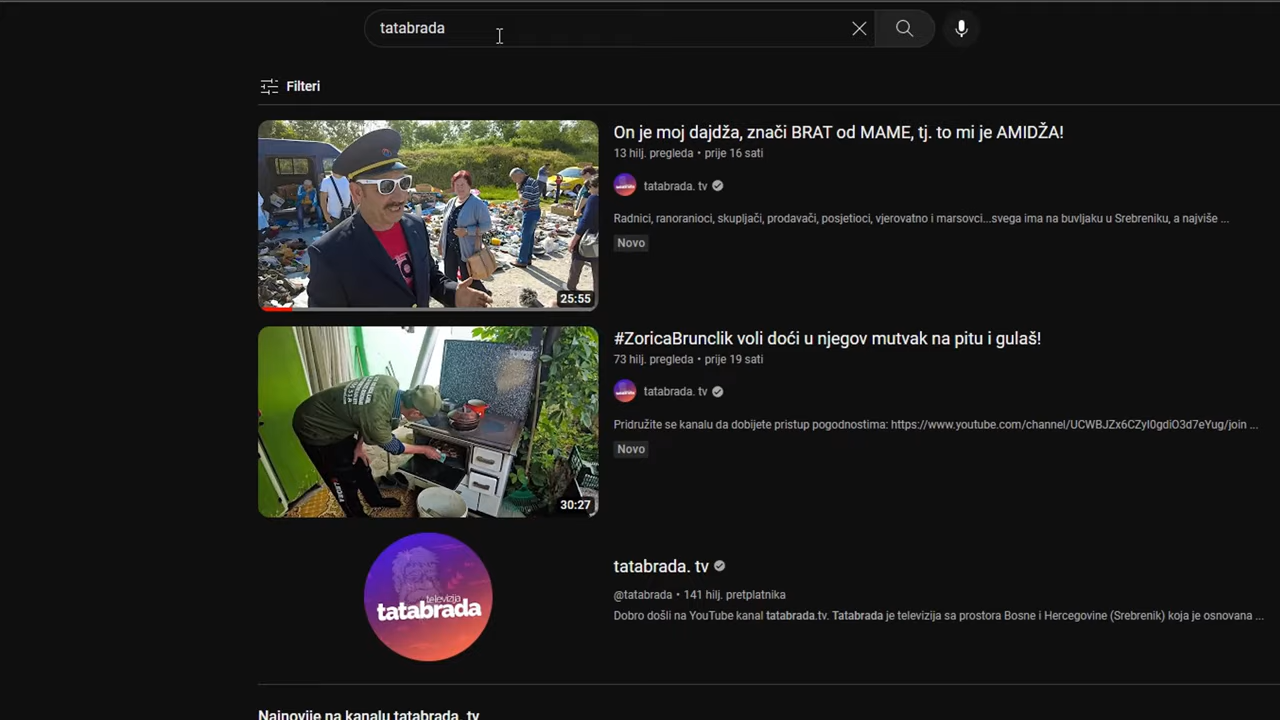 tatabrada
Filteri
On je moj dajdža, znači BRAT od MAME, tj. to mi je AMIDŽA!
13 hilj. pregleda • prije 16 sati
tatabrada. tv
Radnici, ranoranioci, skupljači, prodavači, posjetioci, vjerovatno i marsovci...svega ima na buvljaku u Srebreniku, a najviše ...
Novo
25:55
#ZoricaBrunclik voli doći u njegov mutvak na pitu i gulaš!
73 hilj. pregleda • prije 19 sati
tatabrada. tv
Pridružite se kanalu da dobijete pristup pogodnostima: https://www.youtube.com/channel/UCWBJZx6CZyI0gdiO3d7eYug/join ...
Novo
30:27
televizija
tatabrada
tatabrada. tv
@tatabrada • 141 hilj. pretplatnika
Dobro došli na YouTube kanal tatabrada.tv. Tatabrada je televizija sa prostora Bosne i Hercegovine (Srebrenik) koja je osnovana ...
Najnovije na kanalu tatabrada. tv